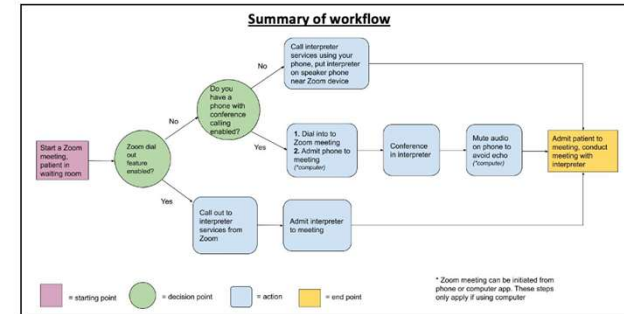 Summary of workflow
Call interpreter
services using your
phone, put interpreter
on speaker phone
near Zoom device
No
Do you
have a
phone with
conference
calling
enabled?
No
Yes
1. Dial into to
Zoom meeting
2. Admit phone to
meeting
(*computer)
Conference
in interpreter
Mute audio
on phone to
avoid echo
(*computer)
Admit patient to
meeting, conduct
meeting with
interpreter
Start a Zoom
meeting,
patient in
waiting room
Zoom dial
out
feature
enabled?
Yes
Call out to
interpreter
services from
Zoom
Admit interpreter
to meeting
= starting point
= decision point
= action
= end point
* Zoom meeting can be initiated from
phone or computer app. These steps
only apply if using computer